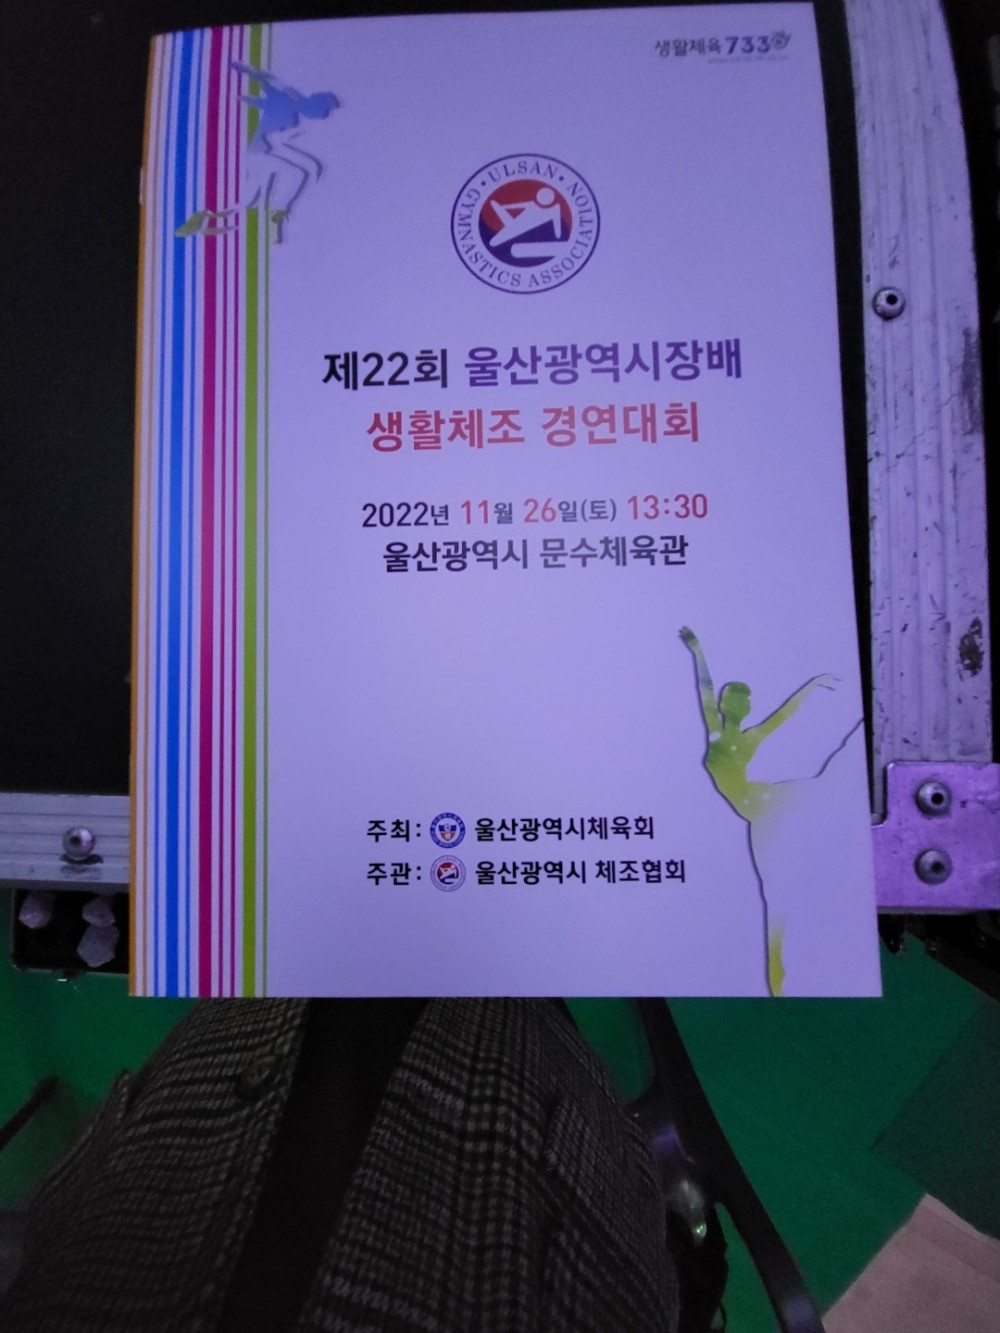 생활체육 7330
ULSAN
GYMNASTICS ASSOCIATION
제22회 울산광역시장배
생활체조 경연대회
2022년 11월 26일(토) 13:30
울산광역시 문수체육관
주최: 울산광역시체육회
주관: 울산광역시 체조협회